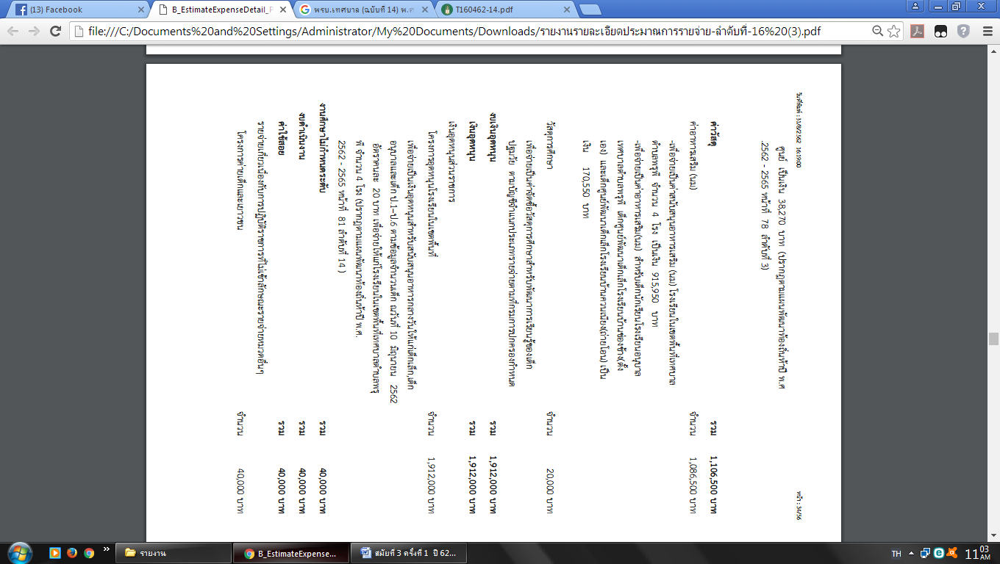 (13) Facebook
B_EstimateExpenseDetail_F
พรบ.เทศบาล (ฉบับที่ 14) พ.ศ
T160462-14.pdf
file:///C:/Documents%20and%20Settings/Administrator/My%20Documents/Downloads/รายงานรายละเอียดประมาณการรายจ่าย-ลำดับที่-16%20(3).pdf
วันที่พิมพ์ : 31/8/2562 16:19:00
หน้า : 34/56
ศูนย์ เป็นเงิน 38,270 บาท (ปรากฏตามแผนพัฒนาท้องถิ่นห้าปี พ.ศ
.2562 - 2565 หน้าที่ 78 ลำดับที่ 3)
ค่าวัสดุ รวม 1,106,500 บาท
ค่าอาหารเสริม (นม) จำนวน 1,086,500 บาท
-เพื่อจ่ายเป็นค่าสนับสนุนอาหารเสริม (นม) โรงเรียนในเขตพื้นที่เทศบาล
ตำบลพรุพี จำนวน 4 โรง เป็นเงิน 915,950 บาท
-เพื่อจ่ายเป็นค่าอาหารเสริม(นม) สำหรับเด็กนักเรียนโรงเรียนอนุบาล
เทศบาลตำบลพรุพี เด็กศูนย์พัฒนาเด็กเล็กโรงเรียนบ้านช่องช้าง(ตั้ง
เอง) และเด็กศูนย์พัฒนาเด็กเล็กโรงเรียนบ้านควนเนียง(ถ่ายโอน) เป็น
เงิน 170,550 บาท
วัสดุการศึกษา จำนวน 20,000 บาท
เพื่อจ่ายเป็นค่าจัดซื้อวัสดุการศึกษาสำหรับพัฒนาการเรียนรู้ของเด็ก
ปฐมวัย ตามบัญชีจำแนกประเภทรายจ่ายตามที่กรมการปกครองกำหนด
งบเงินอุดหนุน รวม 1,912,000 บาท
เงินอุดหนุน รวม 1,912,000 บาท
เงินอุดหนุนส่วนราชการ
โครงการอุดหนุนโรงเรียนในเขตพื้นที่ จำนวน 1,912,000 บาท
เพื่อจ่ายเป็นเงินอุดหนุนสำหรับสนับสนุนอาหารกลางวันให้แก่เด็กเล็ก,เด็ก
อนุบาลและเด็ก ป.1–ป.6 ตามข้อมูลจำนวนเด็ก ณ วันที่ 10 มิถุนายน 2562
อัตราคนละ 20 บาท เพื่อจ่ายให้แก่โรงเรียนในเขตพื้นที่เทศบาลตำบลพรุ
พี จำนวน 4 โรง (ปรากฏตามแผนพัฒนาท้องถิ่นห้าปี พ.ศ.
2562 - 2565 หน้าที่ 81 ลำดับที่ 14 )
งานศึกษาไม่กำหนดระดับ รวม 40,000 บาท
งบดำเนินงาน รวม 40,000 บาท
ค่าใช้สอย รวม 40,000 บาท
รายจ่ายเกี่ยวเนื่องกับการปฏิบัติราชการที่ไม่เข้าลักษณะรายจ่ายหมวดอื่นๆ
โครงการค่ายเด็กและเยาวชน จำนวน 40,000 บาท
รายงาน
B_EstimateExpense...
สมัยที่ 3 ครั้งที่ 1 ปี 62...
TH
11 03 AM